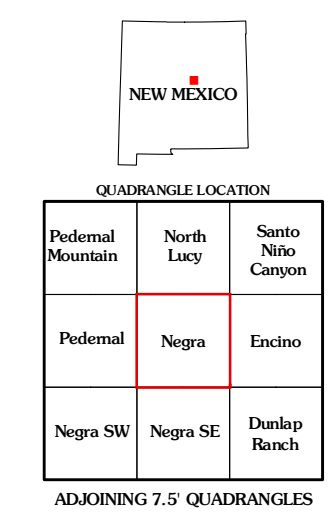 NEW MEXICO
QUADRANGLE LOCATION
Pedernal
Mountain
North
Lucy
Santo
Niño
Canyon
Pedernal
Negra
Encino
Negra SW
Negra SE
Dunlap
Ranch
ADJOINING 7.5' QUADRANGLES